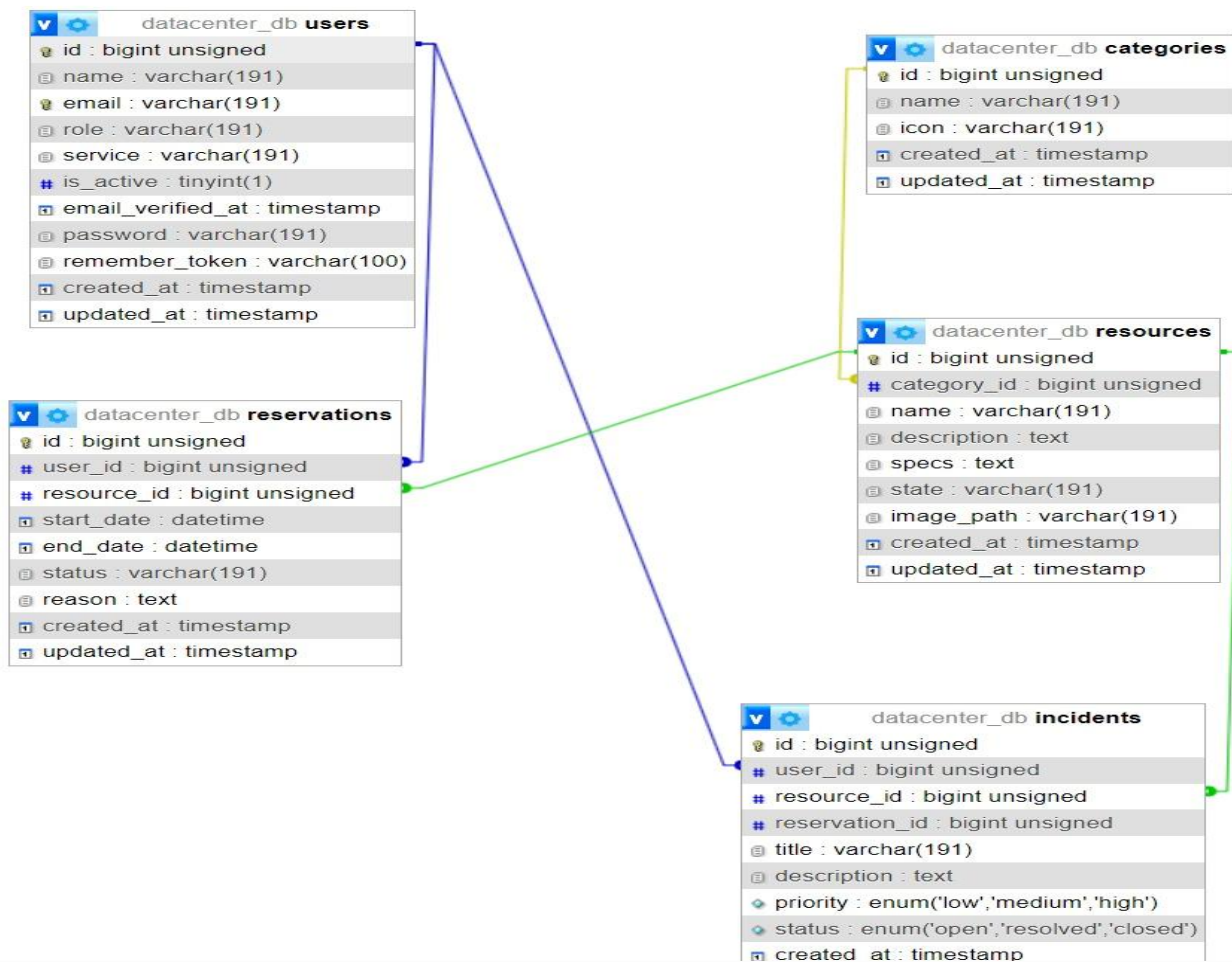 datacenter_db users
id : bigint unsigned
name : varchar(191)
email : varchar(191)
role : varchar(191)
service : varchar(191)
is_active : tinyint(1)
email_verified_at : timestamp
password : varchar(191)
remember_token : varchar(100)
created_at : timestamp
updated_at : timestamp
datacenter_db categories
id : bigint unsigned
name : varchar(191)
icon : varchar(191)
created_at : timestamp
updated_at : timestamp
datacenter_db reservations
id : bigint unsigned
user_id : bigint unsigned
resource_id : bigint unsigned
start_date : datetime
end_date : datetime
status : varchar(191)
reason : text
created_at : timestamp
updated_at : timestamp
datacenter_db resources
id : bigint unsigned
category_id : bigint unsigned
name : varchar(191)
description : text
specs : text
state : varchar(191)
image_path : varchar(191)
created_at : timestamp
updated_at : timestamp
datacenter_db incidents
id : bigint unsigned
user_id : bigint unsigned
resource_id : bigint unsigned
reservation_id : bigint unsigned
title : varchar(191)
description : text
priority : enum('low','medium','high')
status : enum('open','resolved','closed')
created_at : timestamp